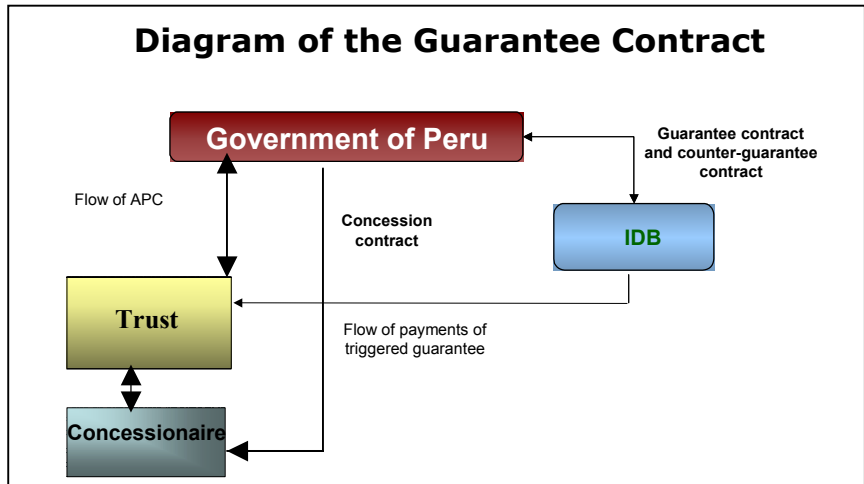 Diagram of the Guarantee Contract
Government of Peru
Guarantee contract
and counter-guarantee
contract
Flow of APC
Concession
contract
IDB
Trust
Flow of payments of
triggered guarantee
Concessionaire